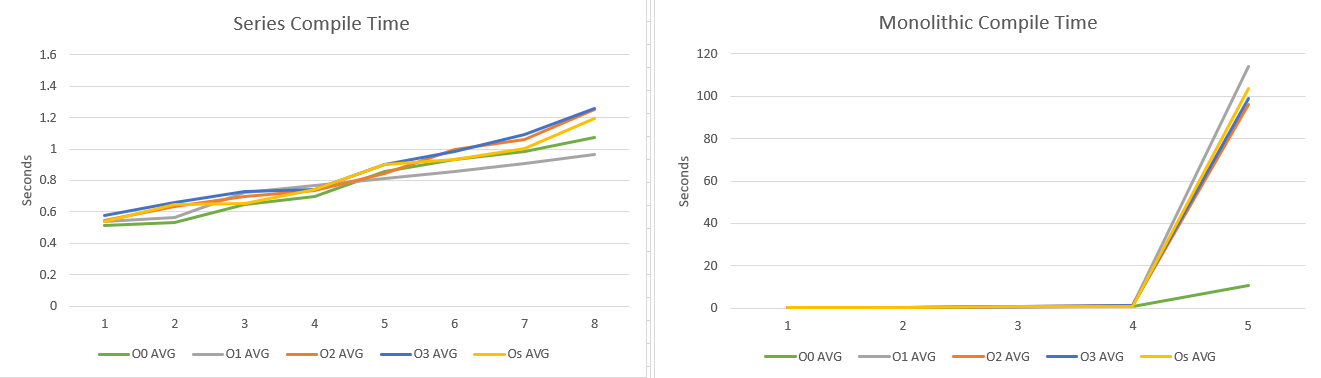 Series Compile Time
Seconds
1.6
1.4
1.2
1
0.8
0.6
0.4
0.2
0
1 2 3 4 5 6 7 8
O0 AVG O1 AVG O2 AVG O3 AVG Os AVG
Monolithic Compile Time
Seconds
120
100
80
60
40
20
0
1 2 3 4 5
O0 AVG O1 AVG O2 AVG O3 AVG Os AVG